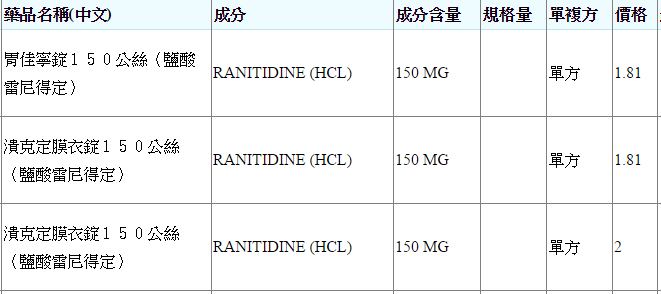 藥品名稱(中文) 成分 成分含量 規格量 單複方 價格
胃佳寧錠１５０公絲（鹽酸
雷尼得定） RANITIDINE (HCL) 150 MG 單方 1.81
潰克定膜衣錠１５０公絲
（鹽酸雷尼得定） RANITIDINE (HCL) 150 MG 單方 1.81
潰克定膜衣錠１５０公絲
（鹽酸雷尼得定） RANITIDINE (HCL) 150 MG 單方 2